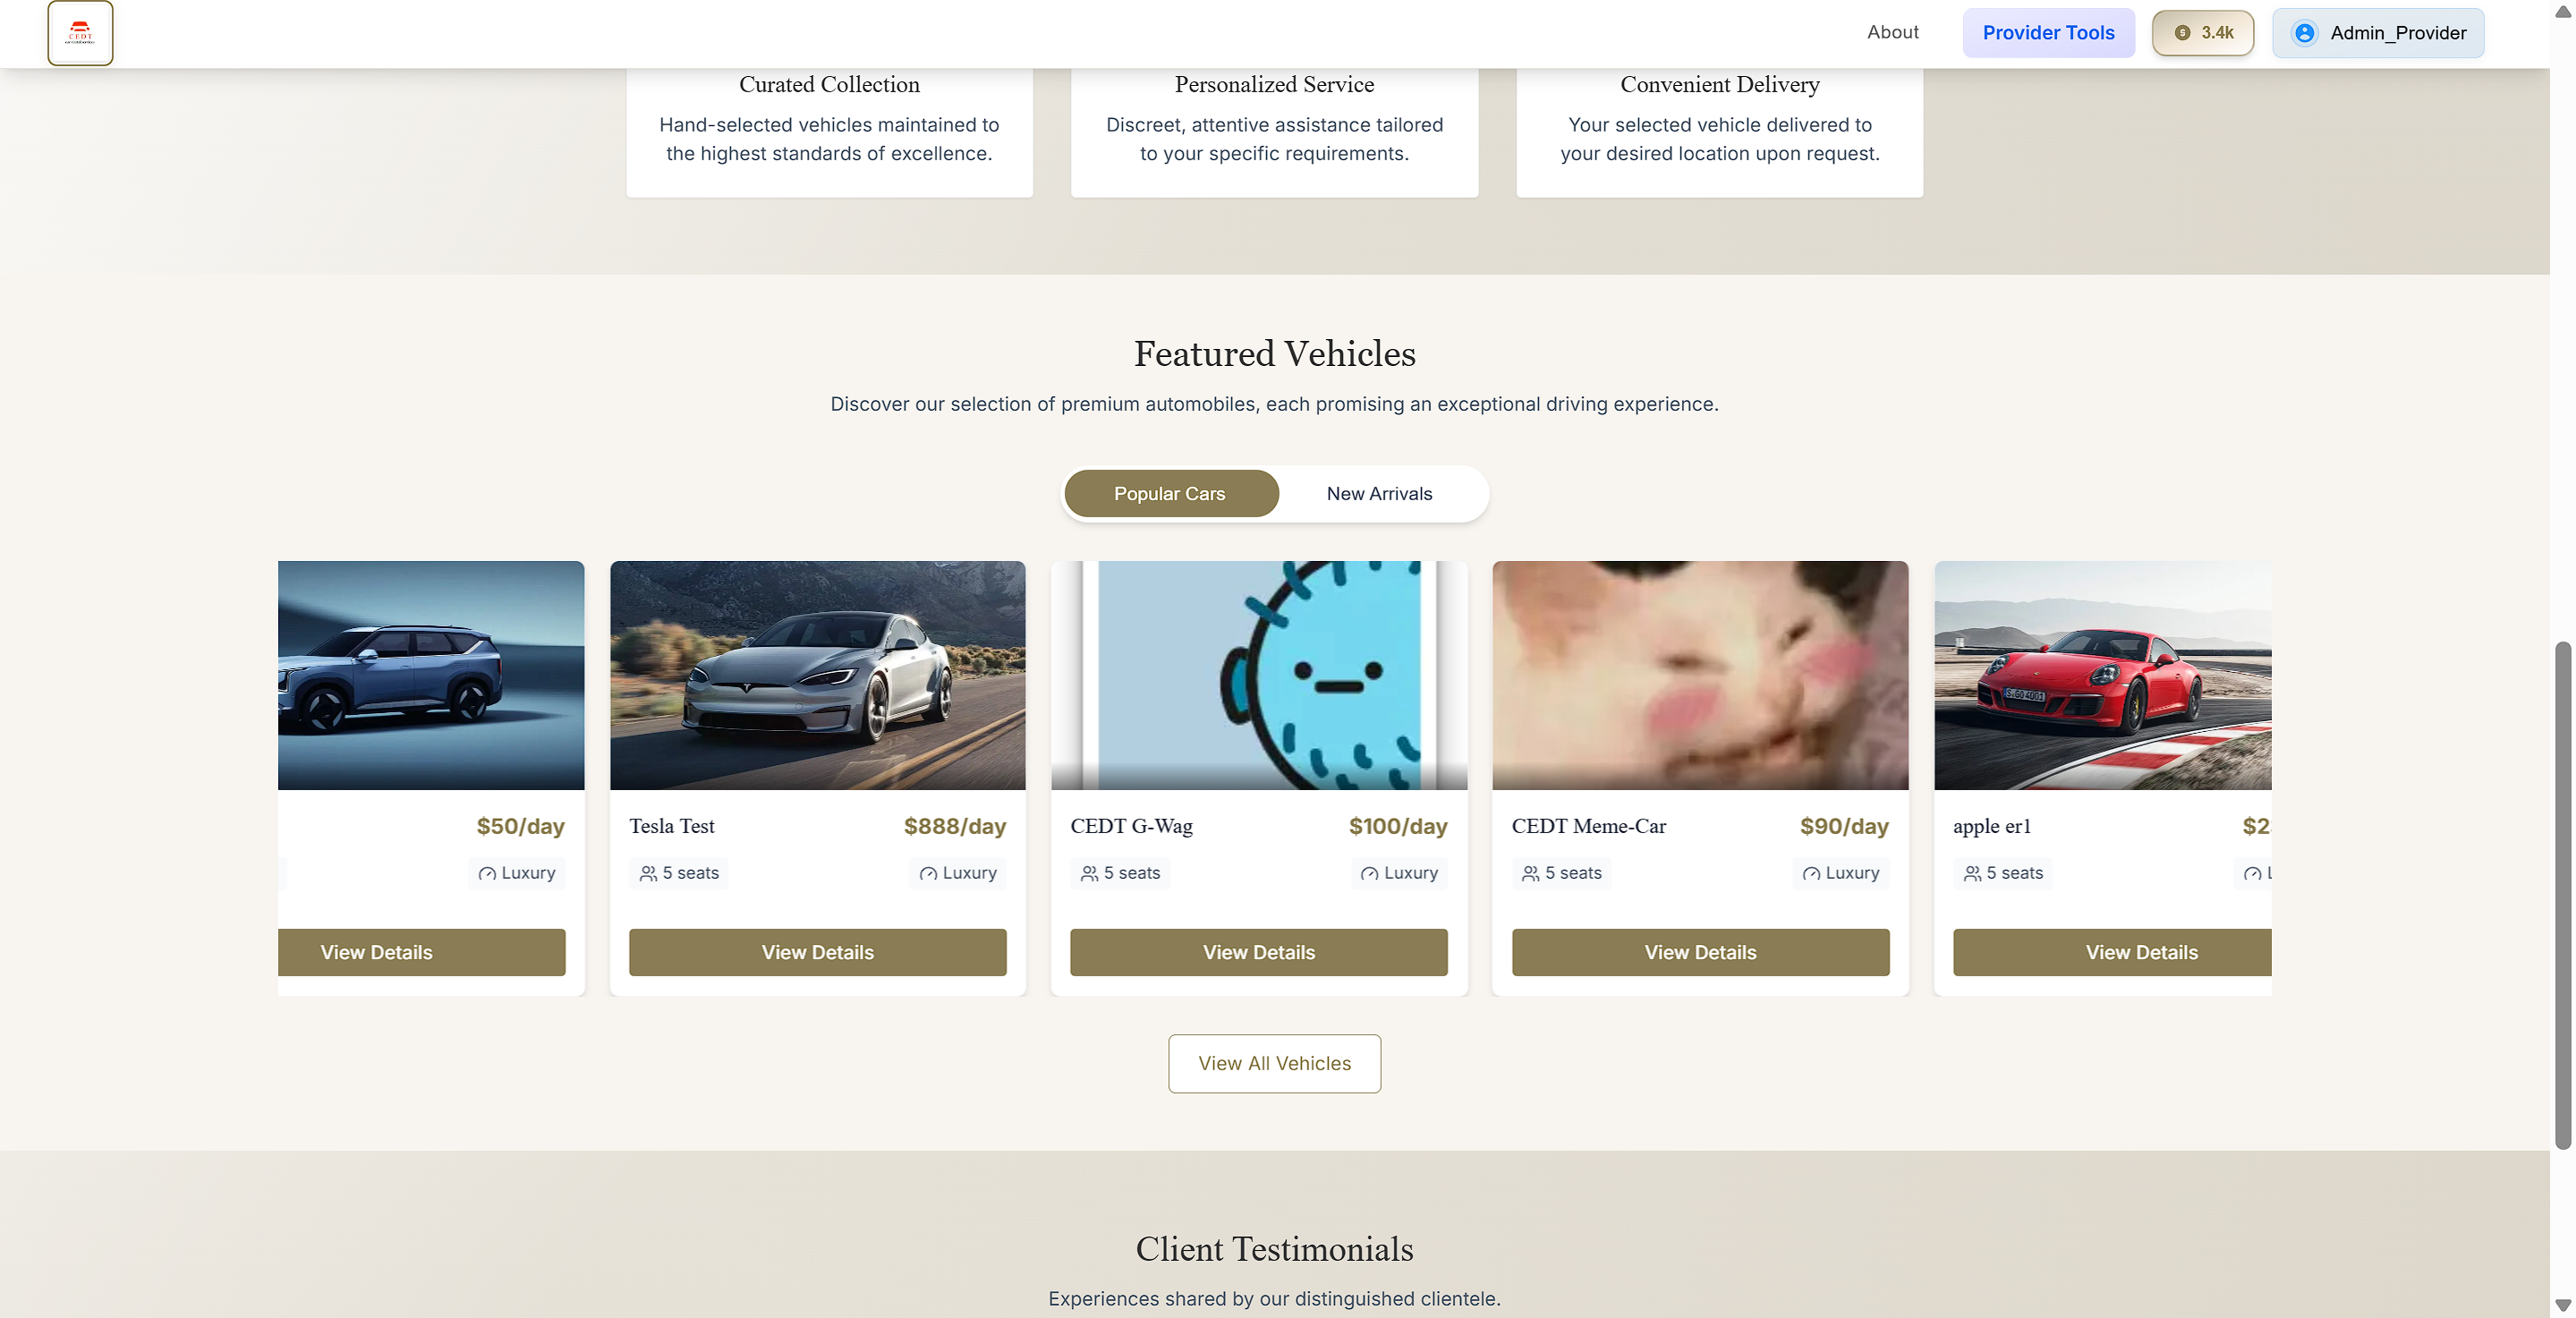 CEDT
About
Provider Tools
3.4k
Admin_Provider
Curated Collection
Hand-selected vehicles maintained to
the highest standards of excellence.
Personalized Service
Discreet, attentive assistance tailored
to your specific requirements.
Convenient Delivery
Your selected vehicle delivered to
your desired location upon request.
Featured Vehicles
Discover our selection of premium automobiles, each promising an exceptional driving experience.
Popular Cars
New Arrivals
$50/day
Luxury
View Details
Tesla Test
$888/day
5 seats
Luxury
View Details
CEDT G-Wag
$100/day
5 seats
Luxury
View Details
CEDT Meme-Car
$90/day
5 seats
Luxury
View Details
S·GO 4001
apple er1
$2
5 seats
L
View Details
View All Vehicles
Client Testimonials
Experiences shared by our distinguished clientele.